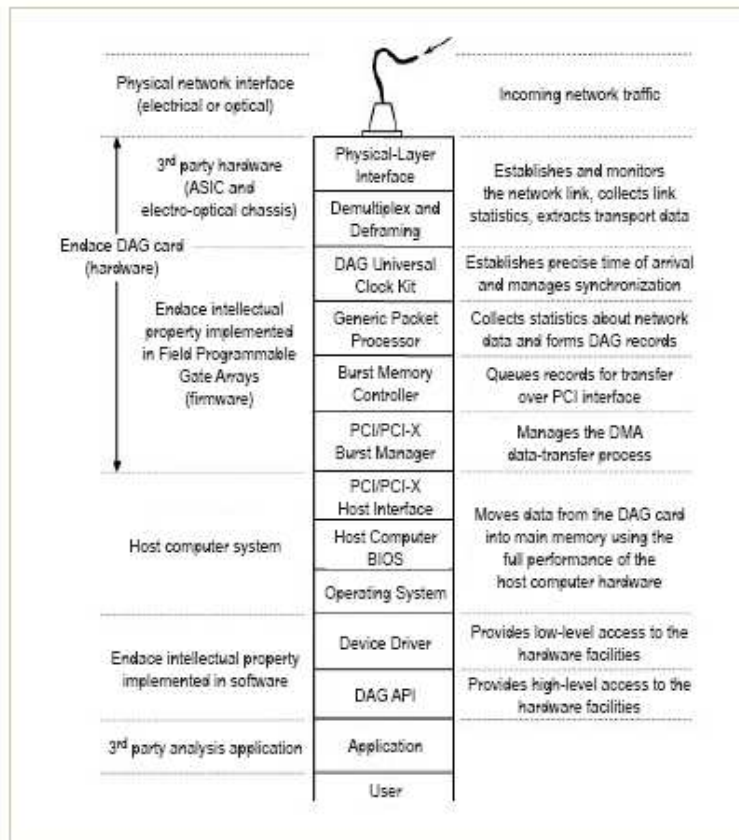 Physical network interface
(electrical or optical)
Incoming network traffic
3rd party hardware
(ASIC and
electro-optical chassis)
Physical-Layer
Interface
Demultiplex and
Deframing
Establishes and monitors
the network link, collects link
statistics, extracts transport data
Endace DAG card
(hardware)
DAG Universal
Clock Kit
Establishes precise time of arrival
and manages synchronization
Endace intellectual
property implemented
in Field Programmable
Gate Arrays
(firmware)
Generic Packet
Processor
Collects statistics about network
data and forms DAG records
Burst Memory
Controller
Queues records for transfer
over PCI interface
PCI/PCI-X
Burst Manager
Manages the DMA
data-transfer process
Host computer system
PCI/PCI-X
Host Interface
Host Computer
BIOS
Operating System
Moves data from the DAG card
into main memory using the
full performance of the
host computer hardware
Endace intellectual property
implemented in software
Device Driver
Provides low-level access to the
hardware facilities
DAG API
Provides high-level access to the
hardware facilities
3rd party analysis application
Application
User